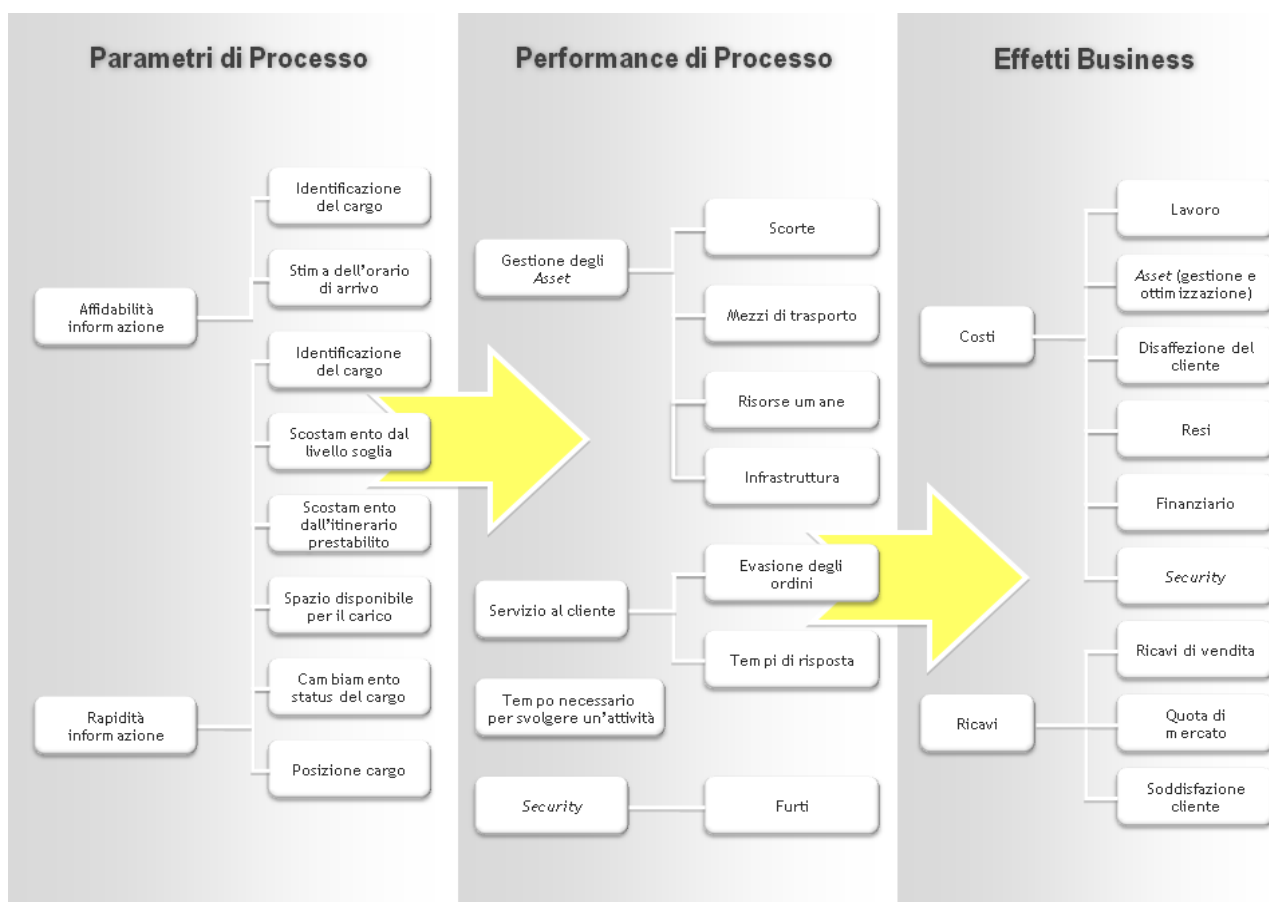 Parametri di Processo
Identificazione
del cargo
Stima dell'orario
di arrivo
Affidabilità
informazione
Identificazione
del cargo
Scostamento dal
livello soglia
Scostamento
dall'itinerario
prestabilito
Spazio disponibile
per il carico
Cambiamento
status del cargo
Rapidità
informazione
Posizione cargo
Performance di Processo
Scorte
Gestione degli
Asset
Mezzi di trasporto
Risorse umane
Infrastruttura
Evasione degli
ordini
Servizio al cliente
Tempi di risposta
Tempo necessario
per svolgere un'attività
Security
Furti
Effetti Business
Lavoro
Asset (gestione e
ottimizzazione)
Costi
Disaffezione del
cliente
Resi
Finanziario
Security
Ricavi di vendita
Ricavi
Quota di
mercato
Soddisfazione
cliente